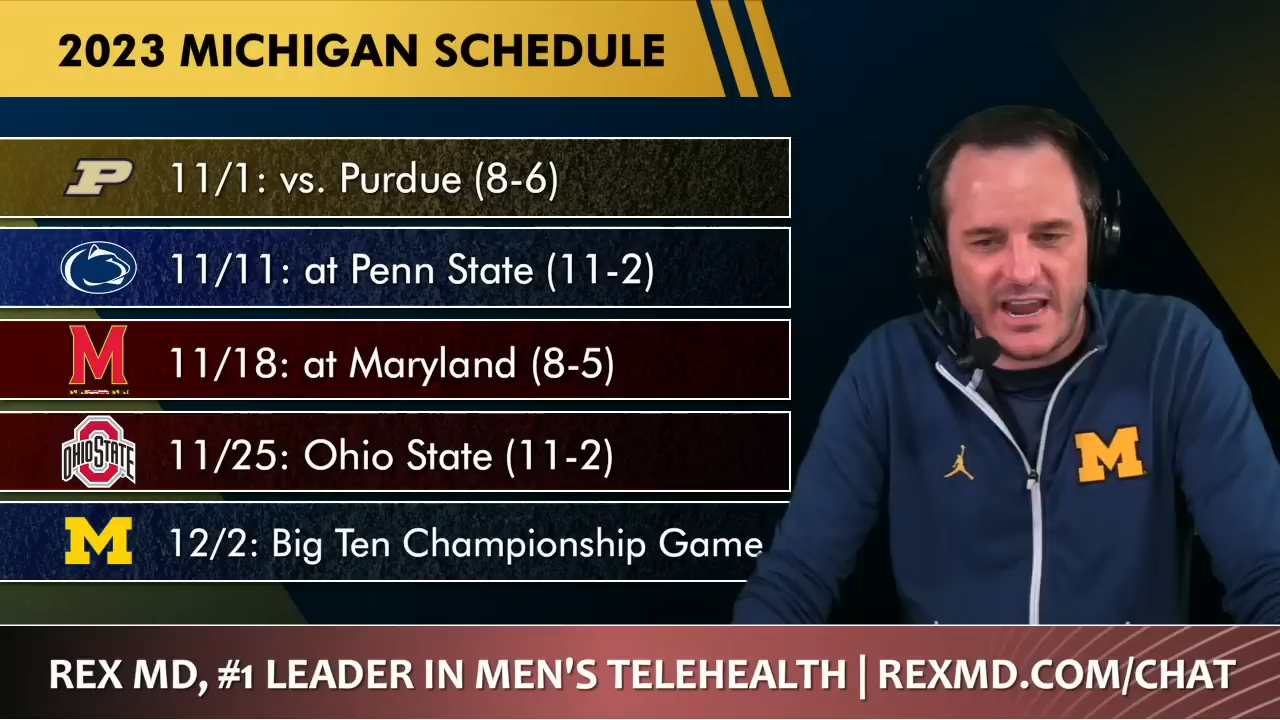 2023 MICHIGAN SCHEDULE
P
11/1: vs. Purdue (8-6)
11/11: at Penn State (11-2)
M
11/18: at Maryland (8-5)
OHIO STATE
11/25: Ohio State (11-2)
M
12/2: Big Ten Championship Game
M
REX MD, #1 LEADER IN MEN'S TELEHEALTH | REXMD.COM/CHAT